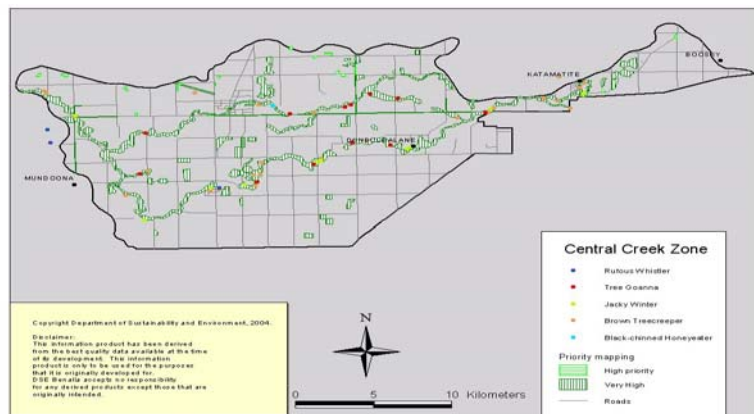 BOOSEY
KATAMATITE
DUNBULBALANE
MUNDOONA
Central Creek Zone
Rufous Whistler
Tree Goanna
Jacky Winter
Brown Treecreeper
Black-chinned Honeyeater
Priority mapping
High priority
Very High
Roads
Copyright Department of Sustainability and Environment, 2004.
Disclaimer:
This information product has been derived
from the best quality data available at the time
of its development. This information
product is only to be used for the purposes
that it is originally developed for.
DSE Benalla accepts no responsibility
for any derived products except those that are
originally intended.
N
0 5 10 Kilometers